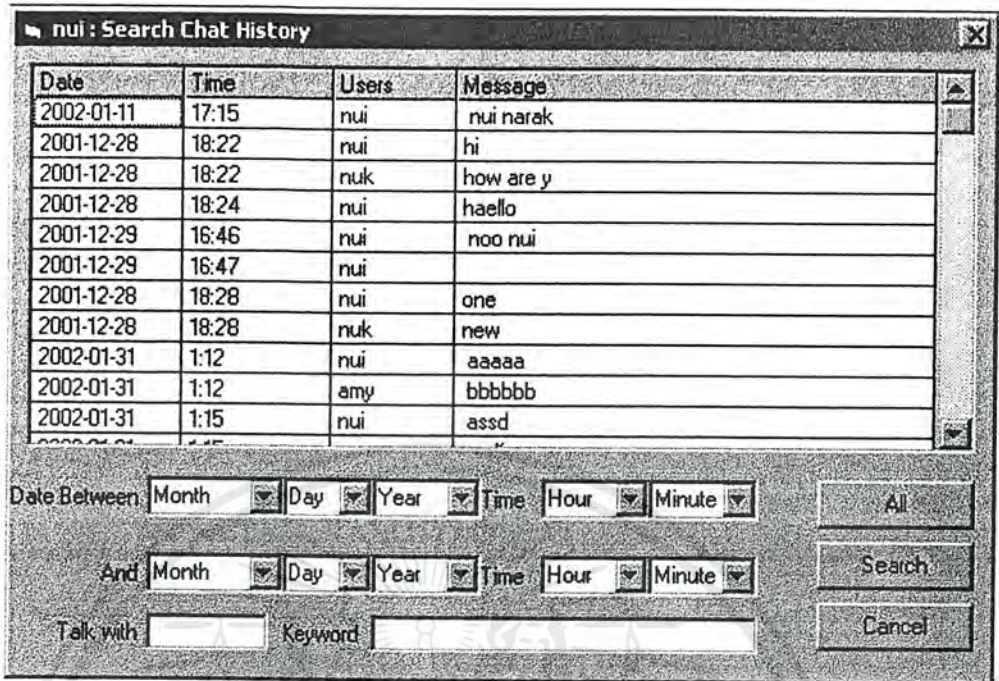 nui : Search Chat History
Date Time Users Message
2002-01-11 17:15 nui nui narak
2001-12-28 18:22 nui hi
2001-12-28 18:22 nuk how are y
2001-12-28 18:24 nui haello
2001-12-29 16:46 nui noo nui
2001-12-29 16:47 nui
2001-12-28 18:28 nui one
2001-12-28 18:28 nuk new
2002-01-31 1:12 nui aaaaa
2002-01-31 1:12 amy bbbbbb
2002-01-31 1:15 nui assd
Date Between Month Day Year Time Hour Minute All
And Month Day Year Time Hour Minute Search
Talk with Keyword Cancel